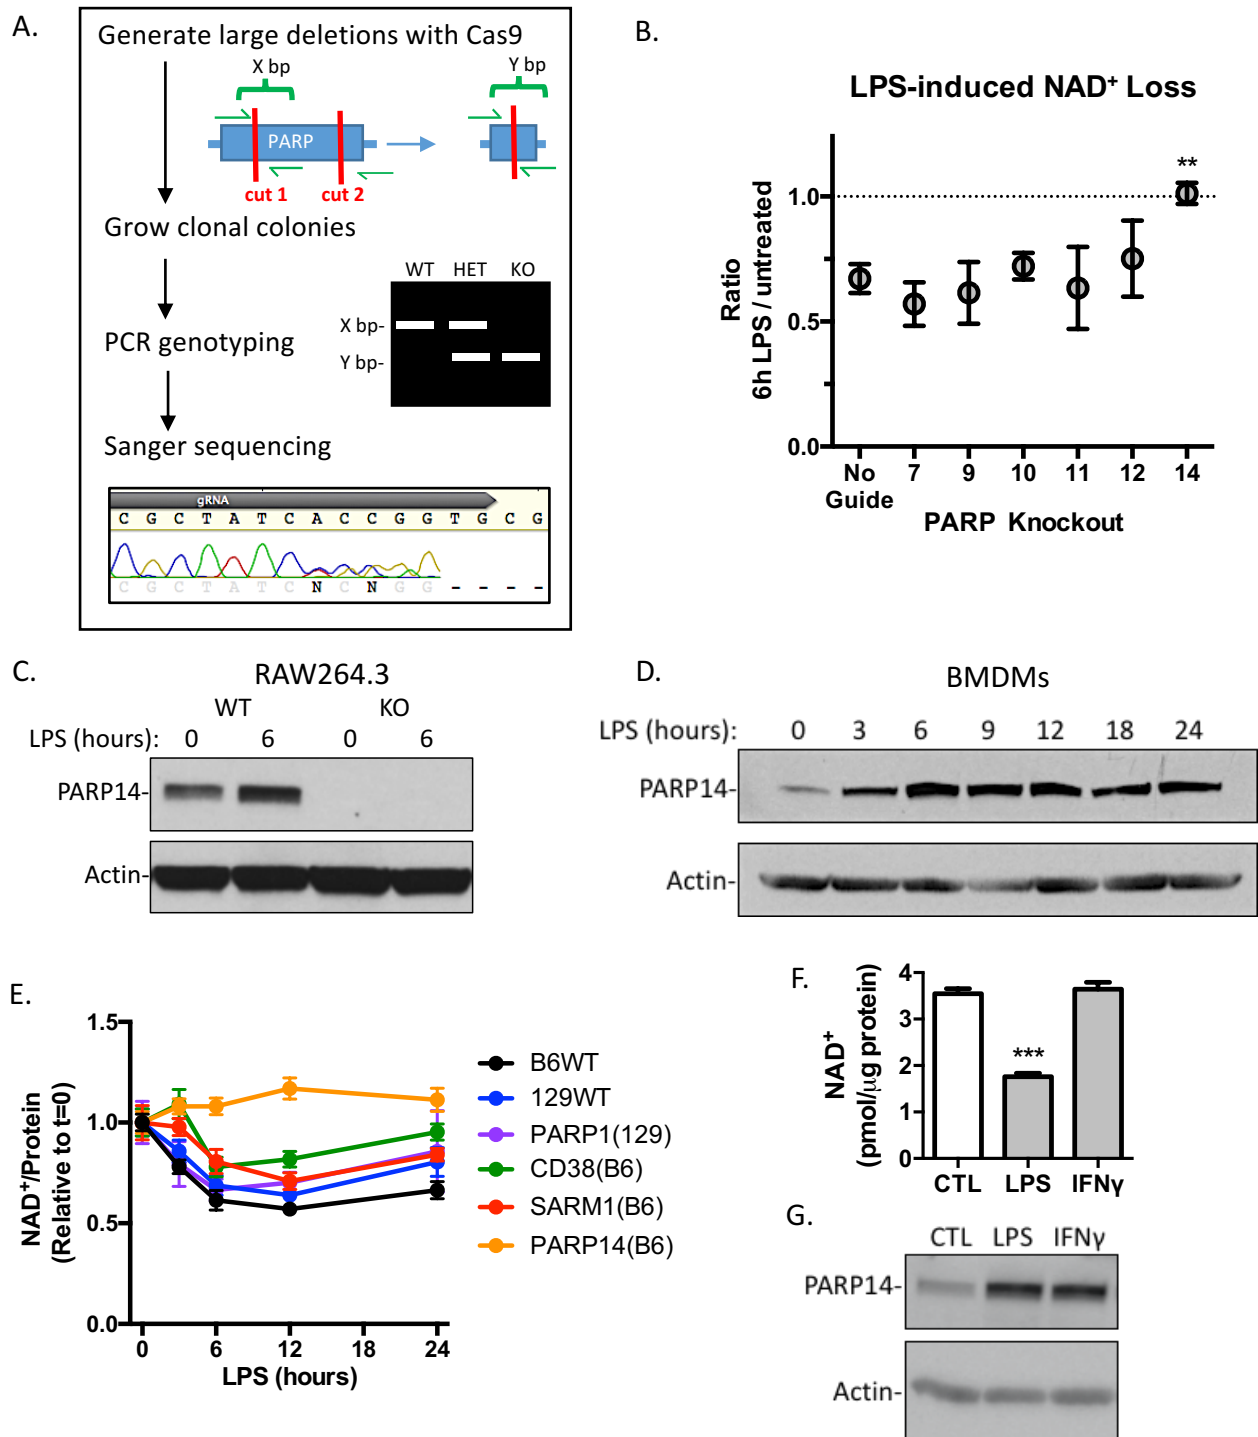 A.
Generate large deletions with Cas9
X bp
Y bp
PARP
cut 1
cut 2
Grow clonal colonies
WT HET KO
X bp-
Y bp-
PCR genotyping
Sanger sequencing
gRNA
C G C T A T C A C C G G T G C G
C G C T A T C N C N G G - - - -
B.
LPS-induced NAD⁺ Loss
Ratio
6h LPS / untreated
1.0
0.5
0.0
No Guide 7 9 10 11 12 14
**
PARP Knockout
C.
RAW264.3
WT KO
LPS (hours): 0 6 0 6
PARP14-
Actin-
D.
BMDMs
LPS (hours): 0 3 6 9 12 18 24
PARP14-
Actin-
E.
NAD⁺/Protein
(Relative to t=0)
1.5
1.0
0.5
0.0
0 6 12 18 24
LPS (hours)
B6WT
129WT
PARP1(129)
CD38(B6)
SARM1(B6)
PARP14(B6)
F.
NAD⁺
(pmol/μg protein)
4
3
2
1
0
***
CTL LPS IFNγ
G.
CTL LPS IFNγ
PARP14-
Actin-